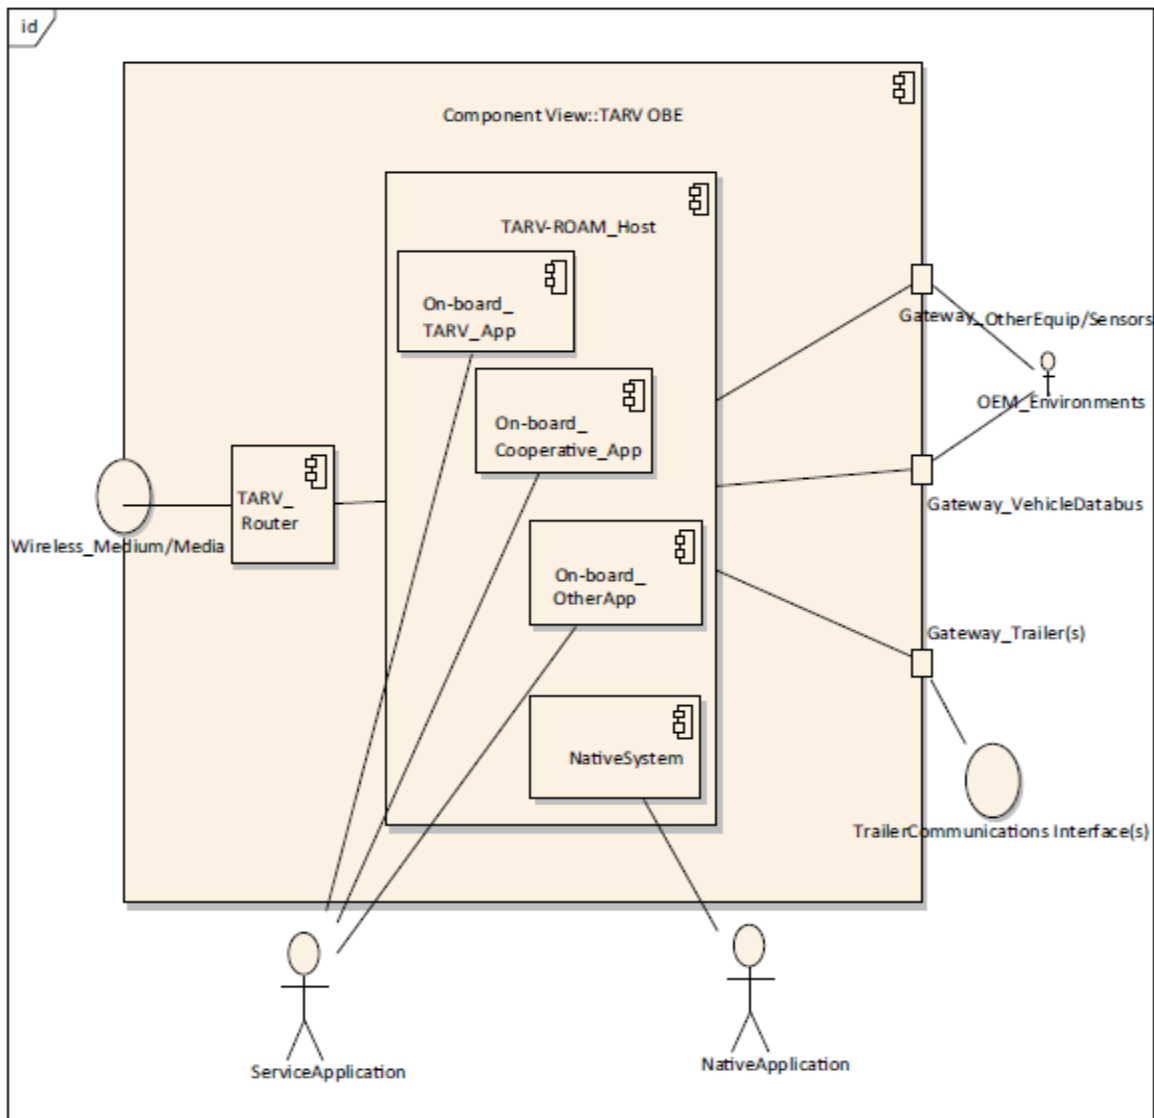 id
Component View::TARV OBE
TARV-ROAM_Host
On-board_
TARV_App
Gateway_OtherEquip/Sensors
OEM_Environments
On-board_
Cooperative_App
TARV_
Router
Gateway_VehicleDatabus
Wireless_Medium/Media
On-board_
OtherApp
Gateway_Trailer(s)
NativeSystem
TrailerCommunications Interface(s)
ServiceApplication
NativeApplication